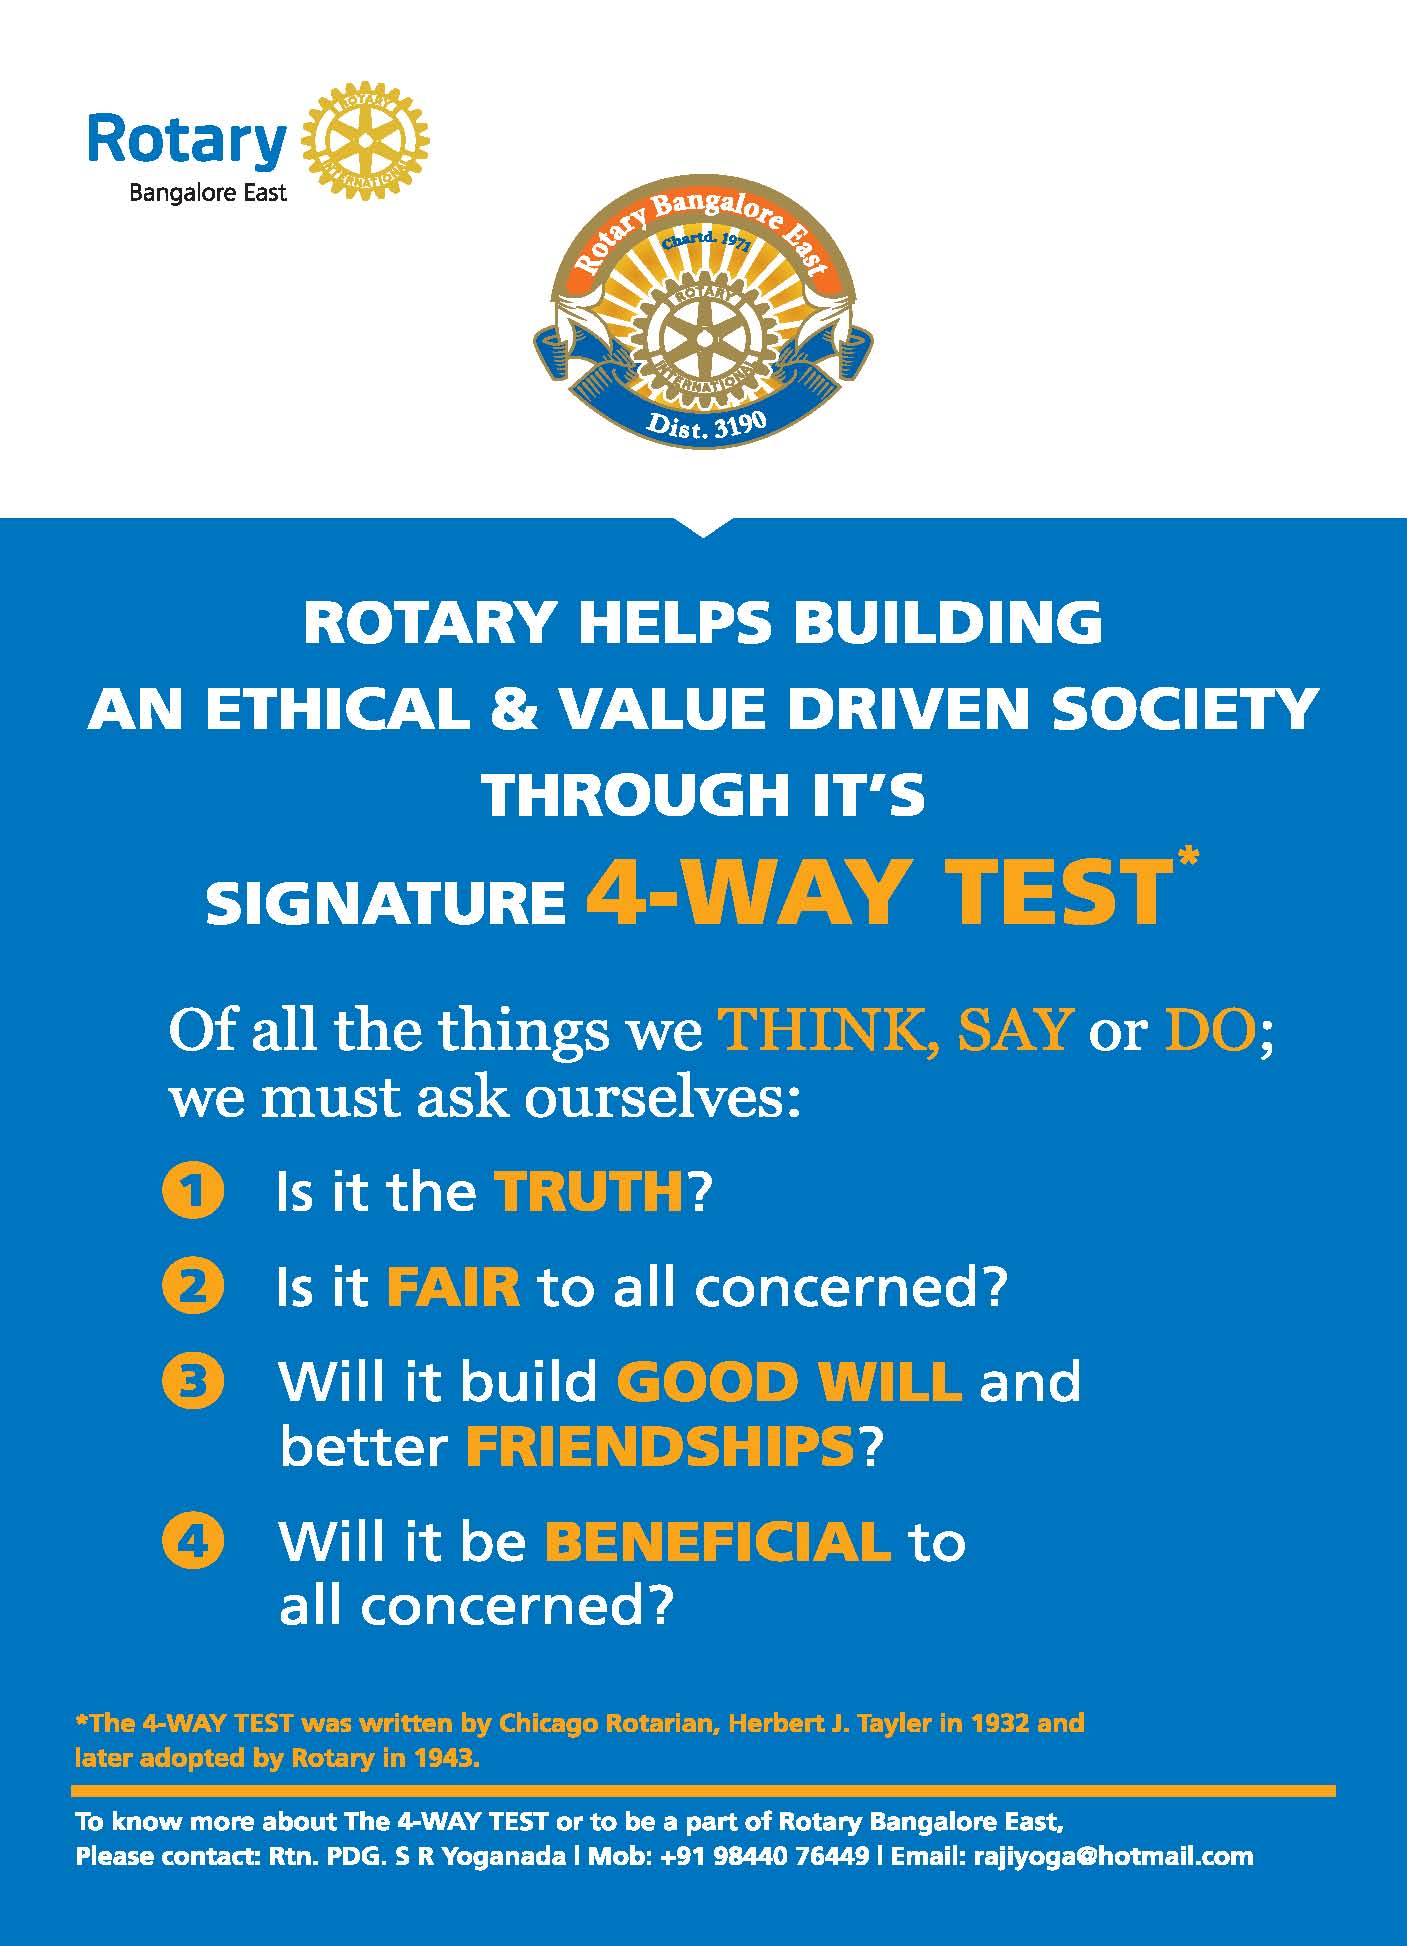 Rotary
Bangalore East
ROTARY
INTERNATIONAL
Rotary Bangalore East
Chartd. 1971
ROTARY
INTERNATIONAL
Dist. 3190
ROTARY HELPS BUILDING
AN ETHICAL & VALUE DRIVEN SOCIETY
THROUGH IT’S
SIGNATURE 4-WAY TEST*
Of all the things we THINK, SAY or DO;
we must ask ourselves:
1 Is it the TRUTH?
2 Is it FAIR to all concerned?
3 Will it build GOOD WILL and
better FRIENDSHIPS?
4 Will it be BENEFICIAL to
all concerned?
*The 4-WAY TEST was written by Chicago Rotarian, Herbert J. Tayler in 1932 and
later adopted by Rotary in 1943.
To know more about The 4-WAY TEST or to be a part of Rotary Bangalore East,
Please contact: Rtn. PDG. S R Yoganada | Mob: +91 98440 76449 | Email: rajiyoga@hotmail.com